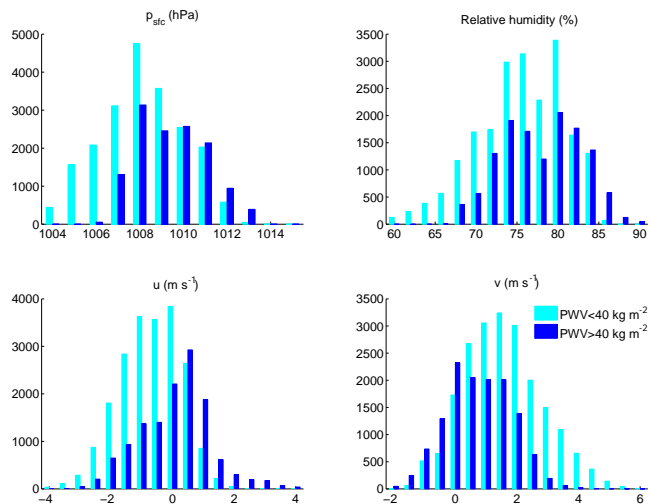 p_sfc (hPa)
5000
4000
3000
2000
1000
0
1004 1006 1008 1010 1012 1014
Relative humidity (%)
3500
3000
2500
2000
1500
1000
500
0
60 65 70 75 80 85 90
u (m s⁻¹)
4000
3000
2000
1000
0
−4 −2 0 2 4
v (m s⁻¹)
3500
3000
2500
2000
1500
1000
500
0
−2 0 2 4 6
PWV<40 kg m⁻²
PWV>40 kg m⁻²